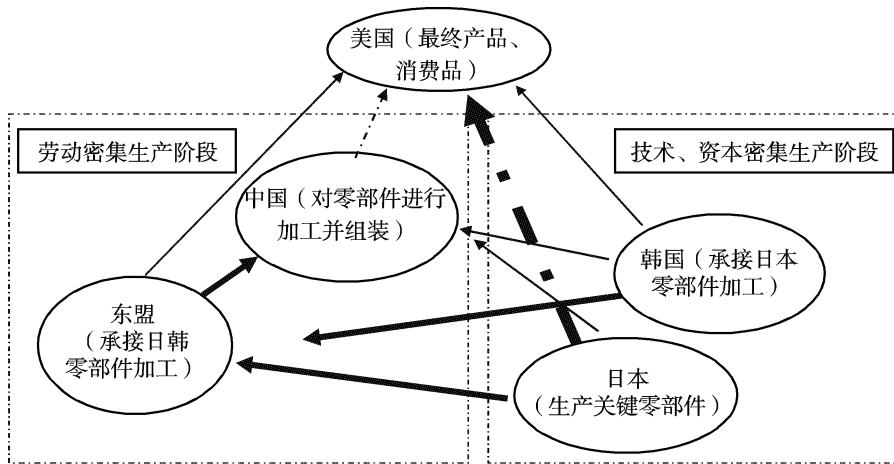 美国（最终产品、
消费品）
劳动密集生产阶段
技术、资本密集生产阶段
中国（对零部件进行
加工并组装）
韩国（承接日本
零部件加工）
东盟
（承接日韩
零部件加工）
日本
（生产关键零部件）